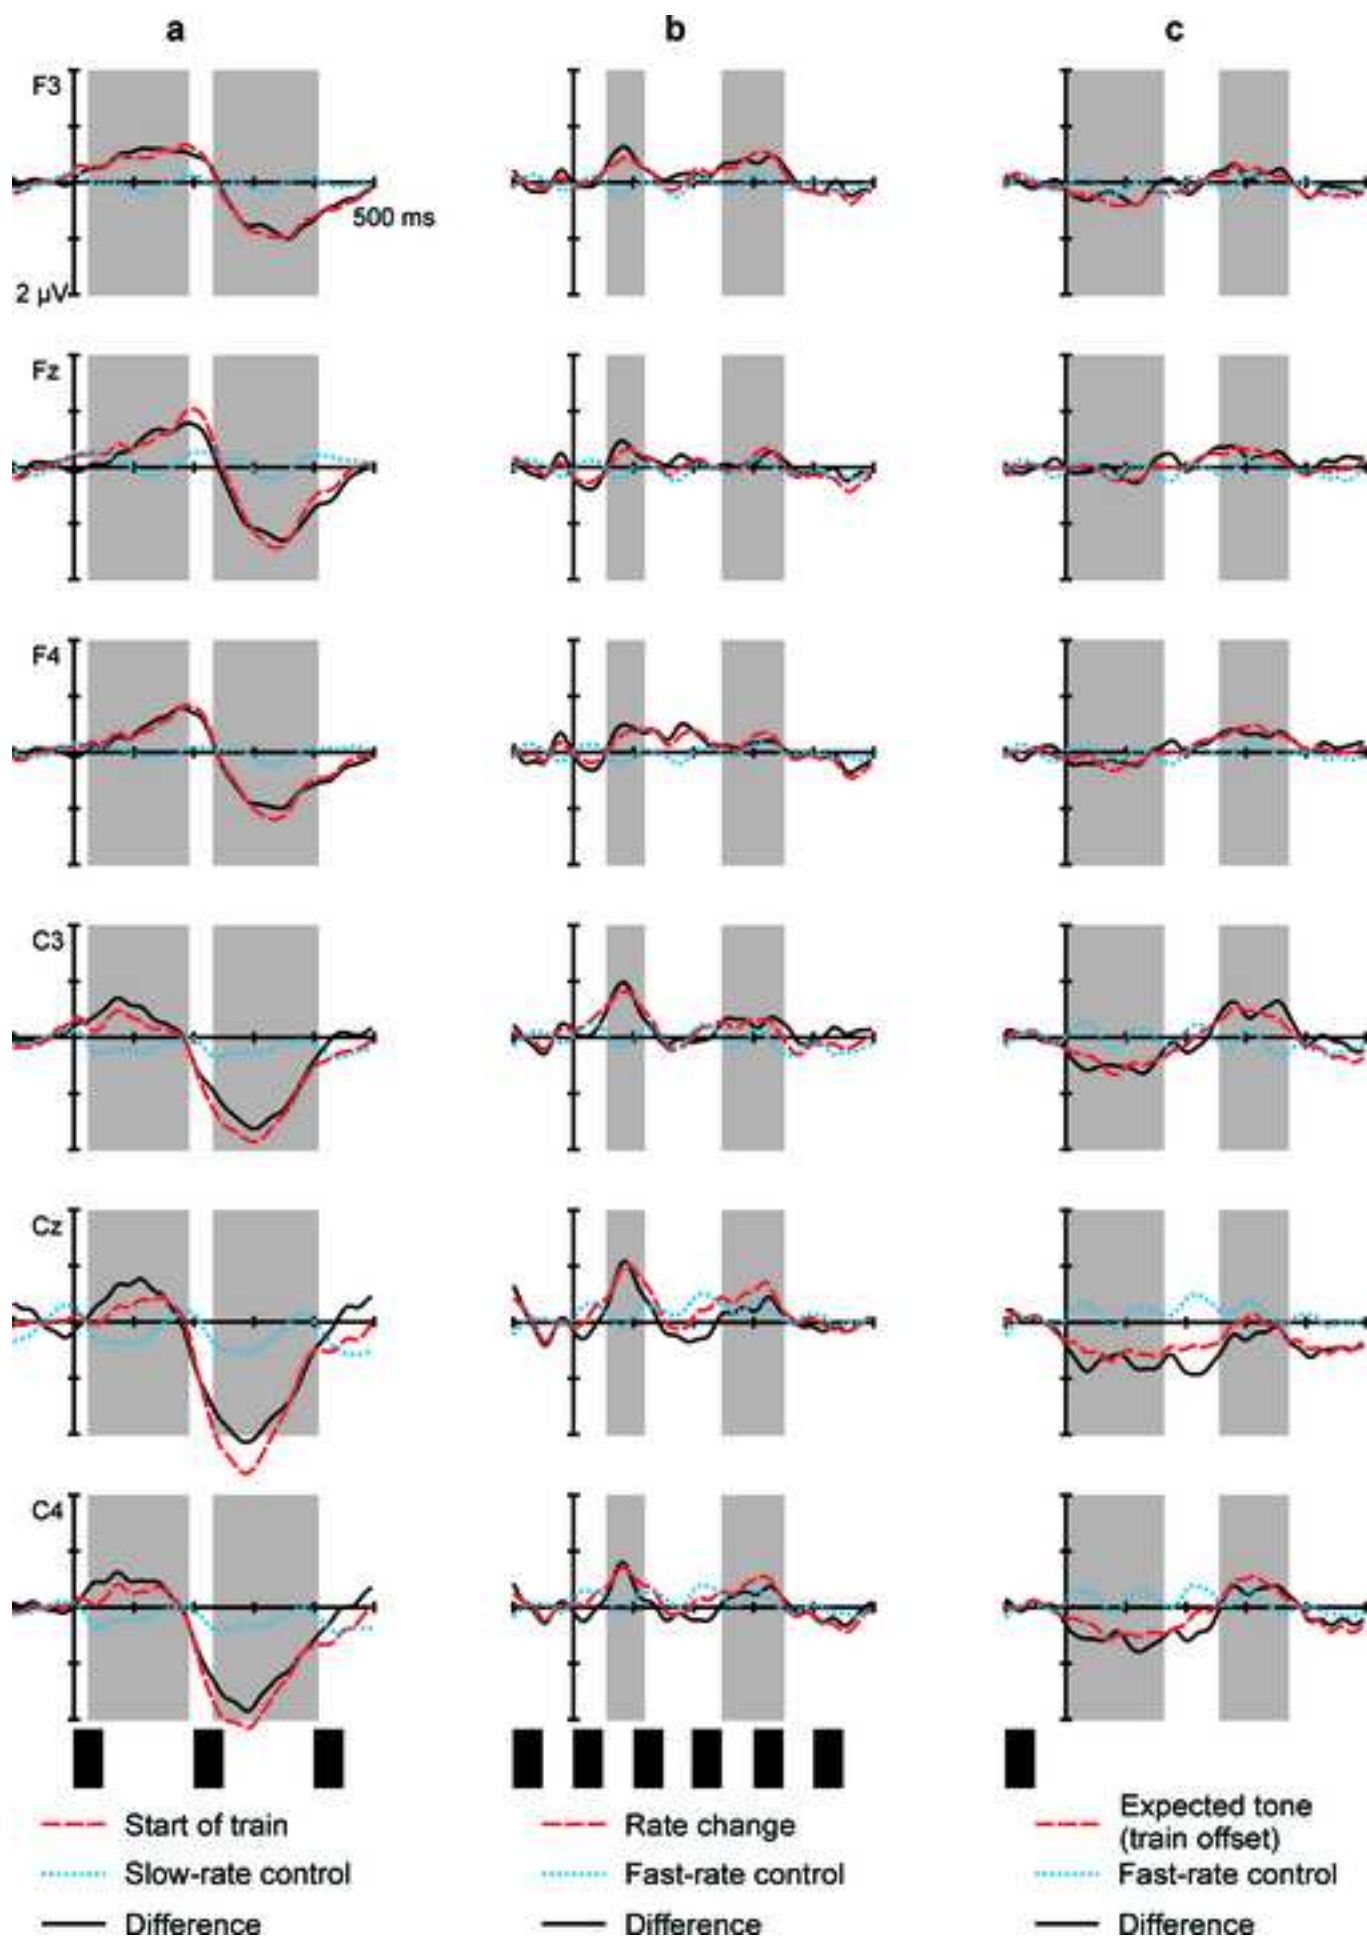 a b c
F3
500 ms
2 µV
Fz
F4
C3
Cz
C4
Start of train
Slow-rate control
Difference
Rate change
Fast-rate control
Difference
Expected tone
(train offset)
Fast-rate control
Difference